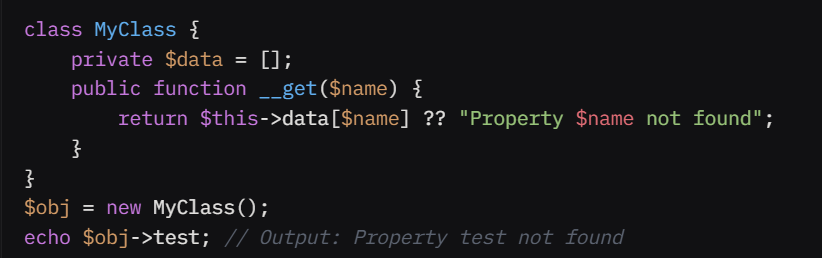 class MyClass {
    private $data = [];
    public function __get($name) {
        return $this->data[$name] ?? "Property $name not found";
    }
}
$obj = new MyClass();
echo $obj->test; // Output: Property test not found